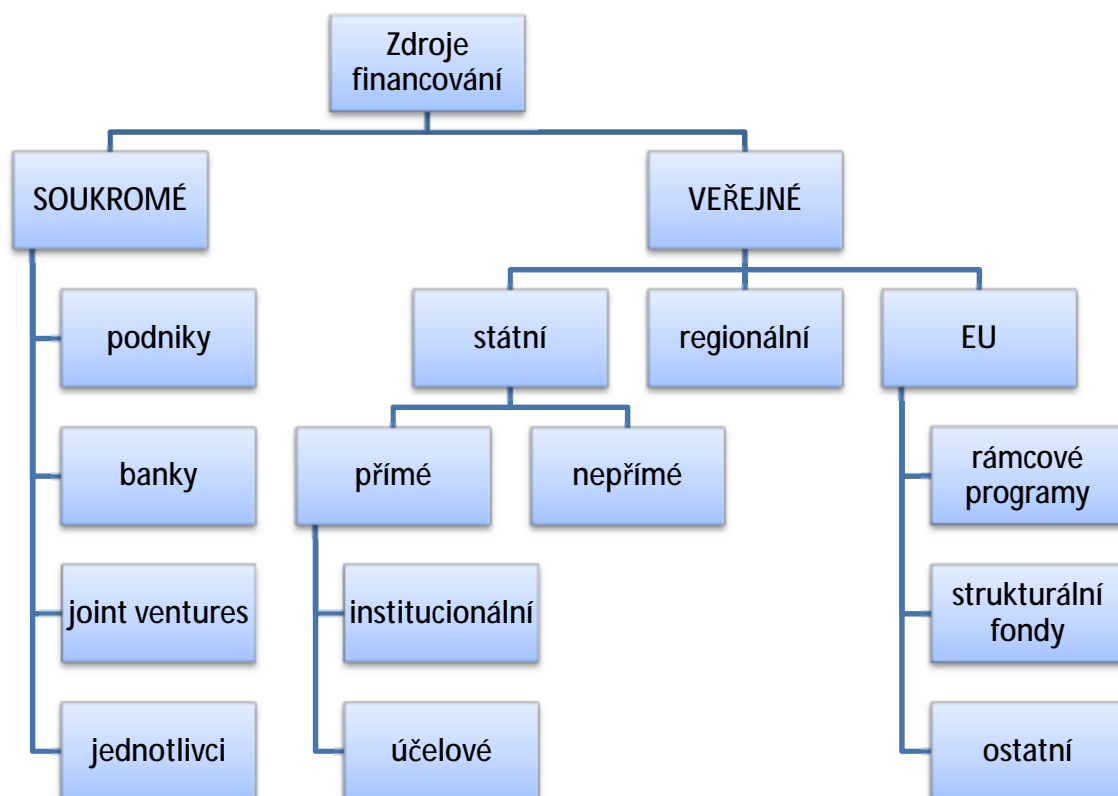 Zdroje
financování
SOUKROMÉ
podniky
banky
joint ventures
jednotlivci
VEŘEJNÉ
státní
přímé
institucionální
účelové
nepřímé
regionální
EU
rámcové
programy
strukturální
fondy
ostatní